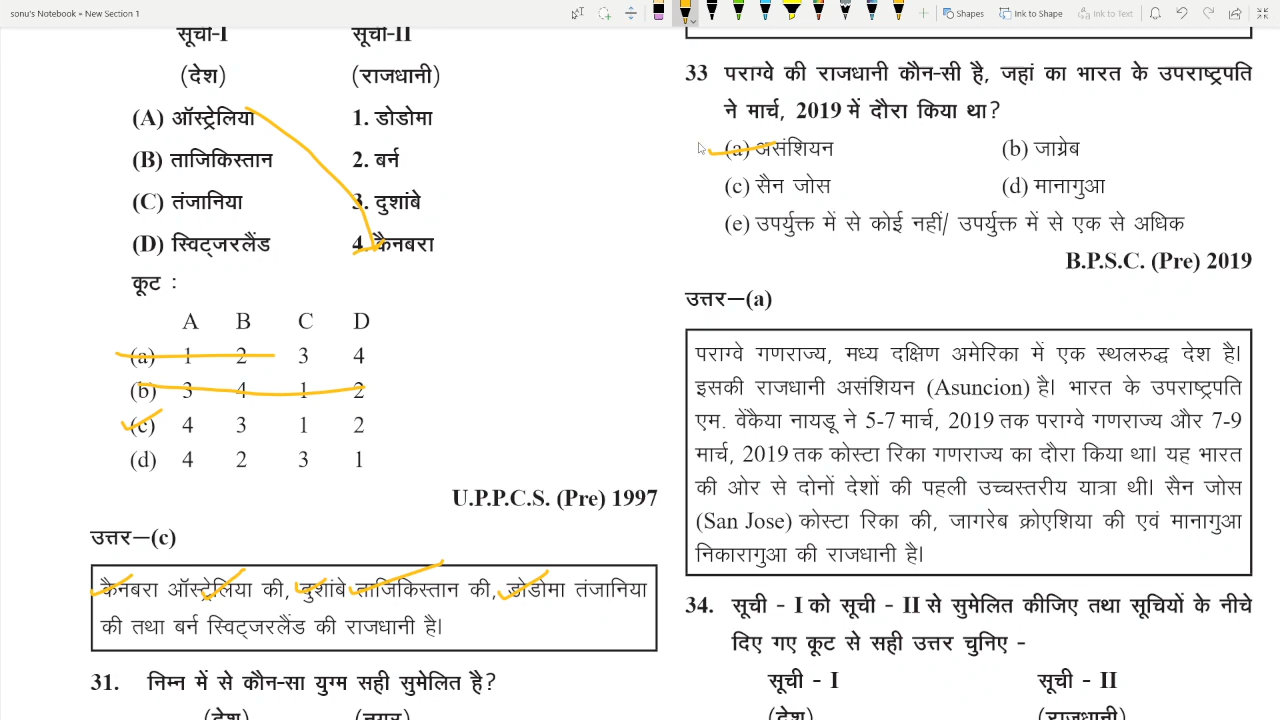 sonu's Notebook » New Section 1
Shapes
Ink to Shape
Ink to Text
सूची-I सूची-II
(देश) (राजधानी)
(A) ऑस्ट्रेलिया 1. डोडोमा
(B) ताजिकिस्तान 2. बर्न
(C) तंजानिया 3. दुशांबे
(D) स्विट्जरलैंड 4. कैनबरा
कूट :
A B C D
(a) 1 2 3 4
(b) 3 4 1 2
(c) 4 3 1 2
(d) 4 2 3 1
U.P.P.C.S. (Pre) 1997
उत्तर—(c)
कैनबरा ऑस्ट्रेलिया की, दुशांबे ताजिकिस्तान की, डोडोमा तंजानिया
की तथा बर्न स्विट्जरलैंड की राजधानी है।
31. निम्न में से कौन-सा युग्म सही सुमेलित है?
(देश) (नगर)
33 पराग्वे की राजधानी कौन-सी है, जहां का भारत के उपराष्ट्रपति
ने मार्च, 2019 में दौरा किया था?
(a) असंशियन (b) जाग्रेब
(c) सैन जोस (d) मानागुआ
(e) उपर्युक्त में से कोई नहीं/ उपर्युक्त में से एक से अधिक
B.P.S.C. (Pre) 2019
उत्तर—(a)
पराग्वे गणराज्य, मध्य दक्षिण अमेरिका में एक स्थलरुद्ध देश है।
इसकी राजधानी असंशियन (Asuncion) है। भारत के उपराष्ट्रपति
एम. वेंकैया नायडू ने 5-7 मार्च, 2019 तक पराग्वे गणराज्य और 7-9
मार्च, 2019 तक कोस्टा रिका गणराज्य का दौरा किया था। यह भारत
की ओर से दोनों देशों की पहली उच्चस्तरीय यात्रा थी। सैन जोस
(San Jose) कोस्टा रिका की, जागरेब क्रोएशिया की एवं मानागुआ
निकारागुआ की राजधानी है।
34. सूची - I को सूची - II से सुमेलित कीजिए तथा सूचियों के नीचे
दिए गए कूट से सही उत्तर चुनिए -
सूची - I सूची - II
(देश) (राजधानी)